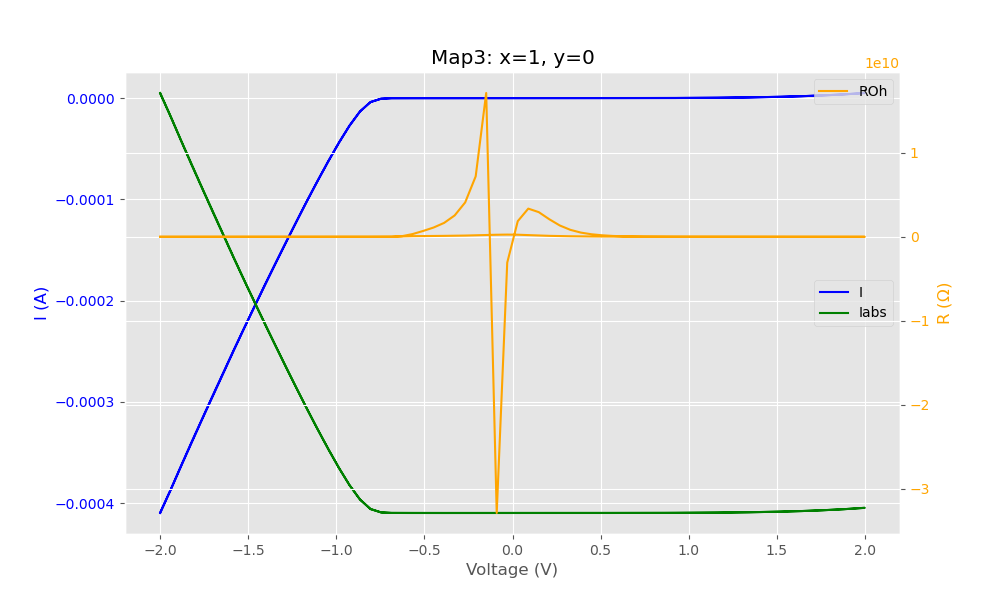 Map3: x=1, y=0
1e10
ROh
0.0000
−0.0001
−0.0002
−0.0003
−0.0004
I (A)
1
0
−1
−2
−3
R (Ω)
I
Iabs
−2.0 −1.5 −1.0 −0.5 0.0 0.5 1.0 1.5 2.0
Voltage (V)